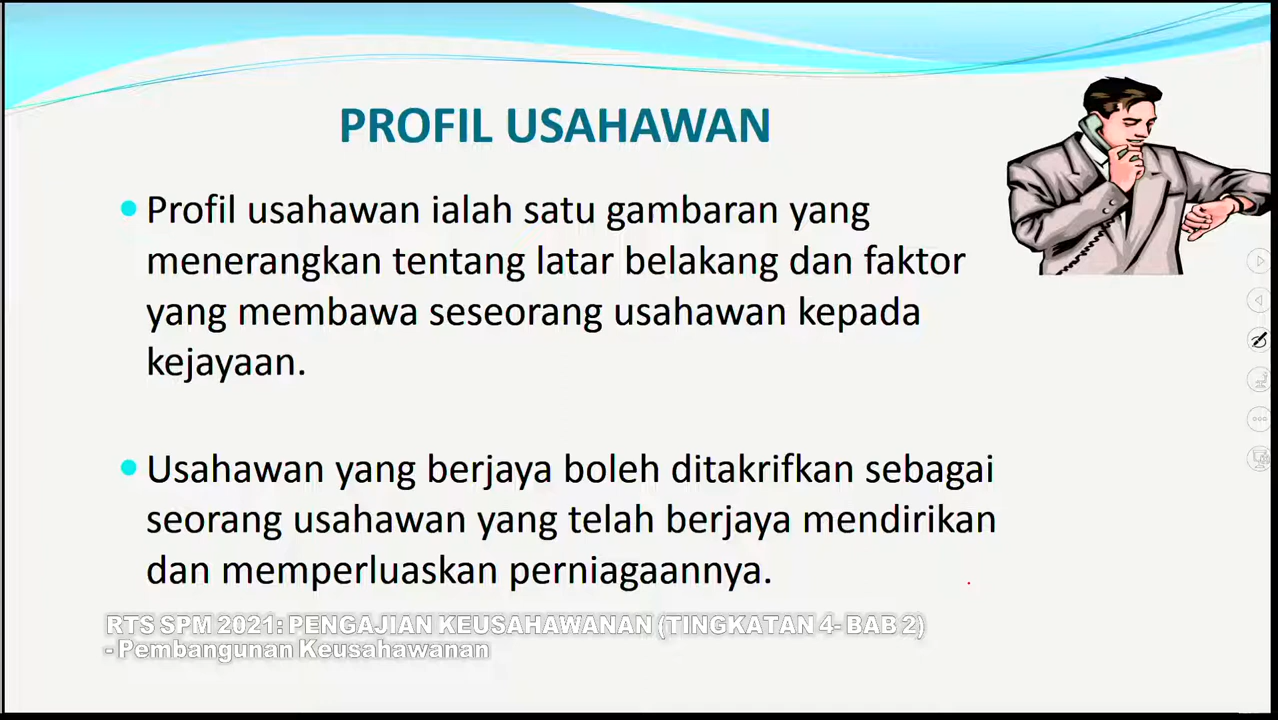 PROFIL USAHAWAN
• Profil usahawan ialah satu gambaran yang
menerangkan tentang latar belakang dan faktor
yang membawa seseorang usahawan kepada
kejayaan.
• Usahawan yang berjaya boleh ditakrifkan sebagai
seorang usahawan yang telah berjaya mendirikan
dan memperluaskan perniagaannya.
RTS SPM 2021: PENGAJIAN KEUSAHAWANAN (TINGKATAN 4- BAB 2)
- Pembangunan Keusahawanan